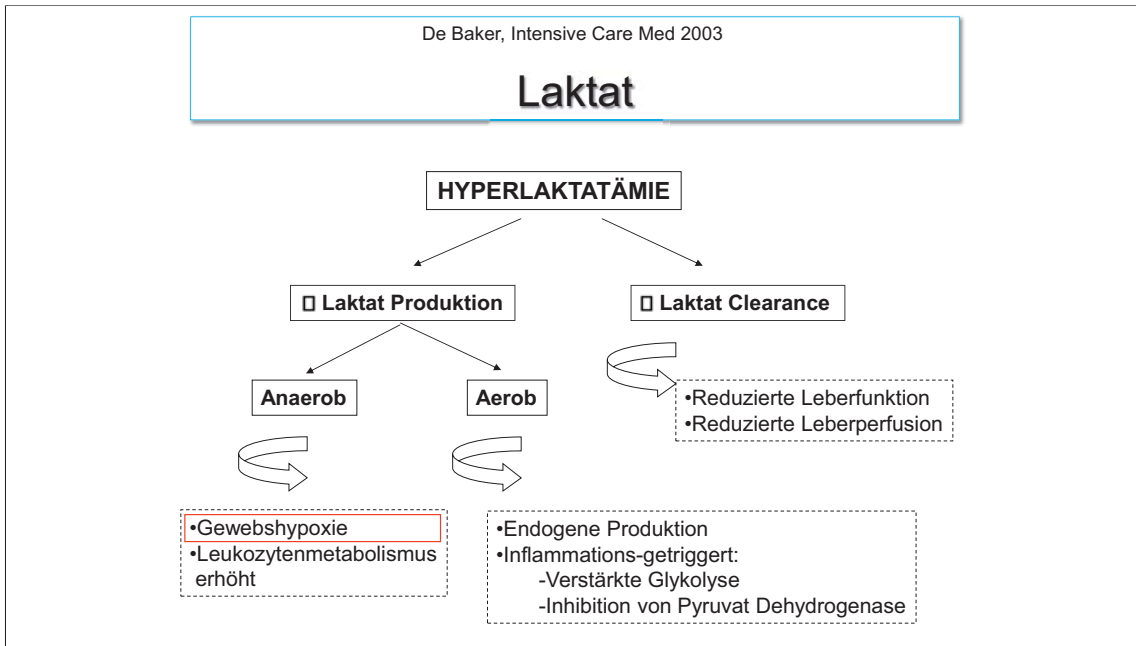 De Baker, Intensive Care Med 2003
Laktat
HYPERLAKTATÄMIE
▯ Laktat Produktion
▯ Laktat Clearance
Anaerob
Aerob
•Reduzierte Leberfunktion
•Reduzierte Leberperfusion
•Gewebshypoxie
•Leukozytenmetabolismus
erhöht
•Endogene Produktion
•Inflammations-getriggert:
-Verstärkte Glykolyse
-Inhibition von Pyruvat Dehydrogenase